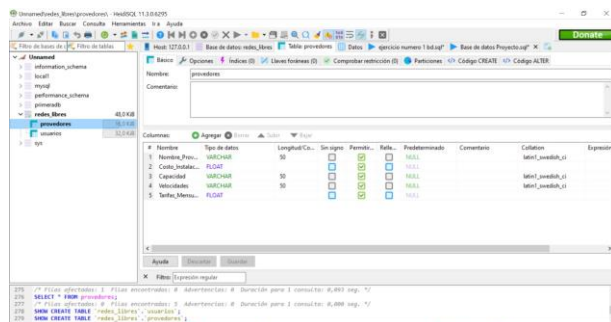 Unnamed\redes_libres\provedores\ - HeidiSQL 11.3.0.6295
Archivo Editar Buscar Consulta Herramientas Ir a Ayuda
Donate
Filtro de bases de Filtro de tablas
Host: 127.0.0.1 Base de datos: redes_libres Tabla: provedores Datos ejercicio numero 1 bd.sql* Base de datos Proyecto.sql*
Unnamed
information_schema
local1
mysql
performance_schema
primeradb
redes_libres 48,0 KiB
provedores 16,0 KiB
usuarios 32,0 KiB
sys
Básico Opciones Índices (0) Llaves foráneas (0) Comprobar restricción (0) Particiones Código CREATE Código ALTER
Nombre: provedores
Comentario:
Columnas: Agregar Borrar Subir Bajar
# Nombre Tipo de datos Longitud/Co... Sin signo Permitir... Relle... Predeterminado Comentario Collation Expresión
1 Nombre_Prov... VARCHAR 50 NULL latin1_swedish_ci
2 Costo_Instalac... FLOAT NULL
3 Capacidad VARCHAR 50 NULL latin1_swedish_ci
4 Velocidades VARCHAR 50 NULL latin1_swedish_ci
5 Tarifas_Mensu... FLOAT NULL
Ayuda Descartar Guardar
Filtro: Expresión regular
275 /* Filas afectadas: 1 Filas encontradas: 0 Advertencias: 0 Duración para 1 consulta: 0,093 seg. */
276 SELECT * FROM provedores;
277 /* Filas afectadas: 0 Filas encontradas: 5 Advertencias: 0 Duración para 1 consulta: 0,000 seg. */
278 SHOW CREATE TABLE `redes_libres`.`usuarios`;
279 SHOW CREATE TABLE `redes_libres`.`provedores`;